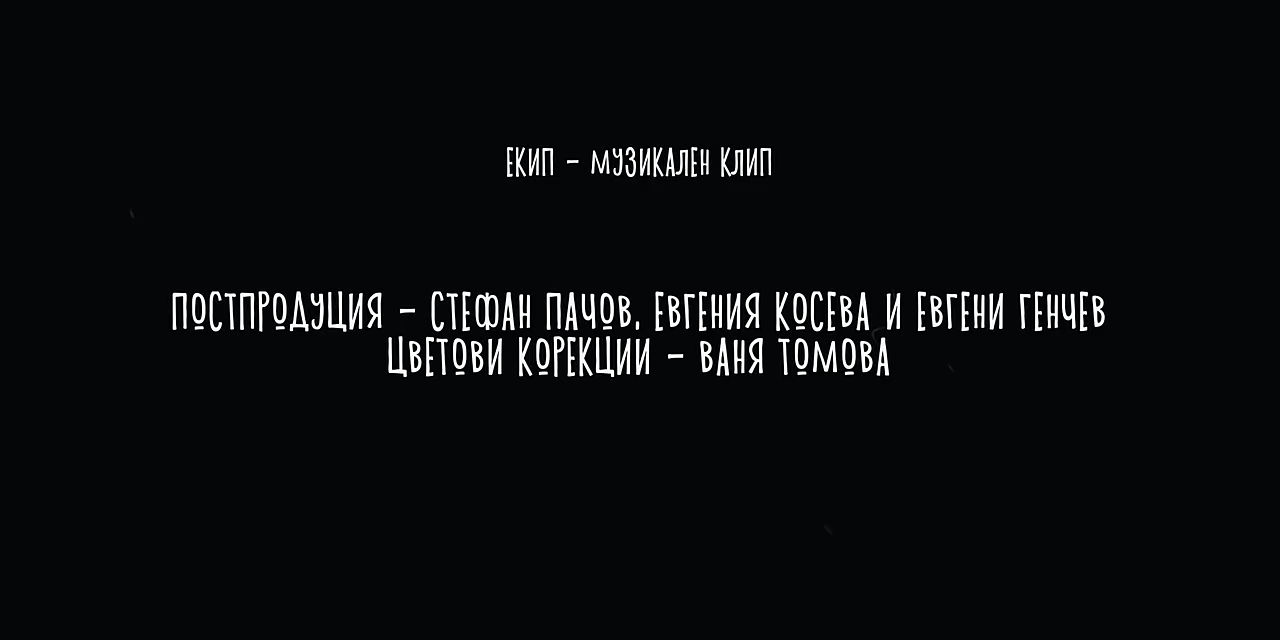 ЕКИП - МУЗИКАЛЕН КЛИП
ПОСТПРОДУЦИЯ - СТЕФАН ПАЧОВ, ЕВГЕНИЯ КОСЕВА И ЕВГЕНИ ГЕНЧЕВ
ЦВЕТОВИ КОРЕКЦИИ - ВАНЯ ТОМОВА